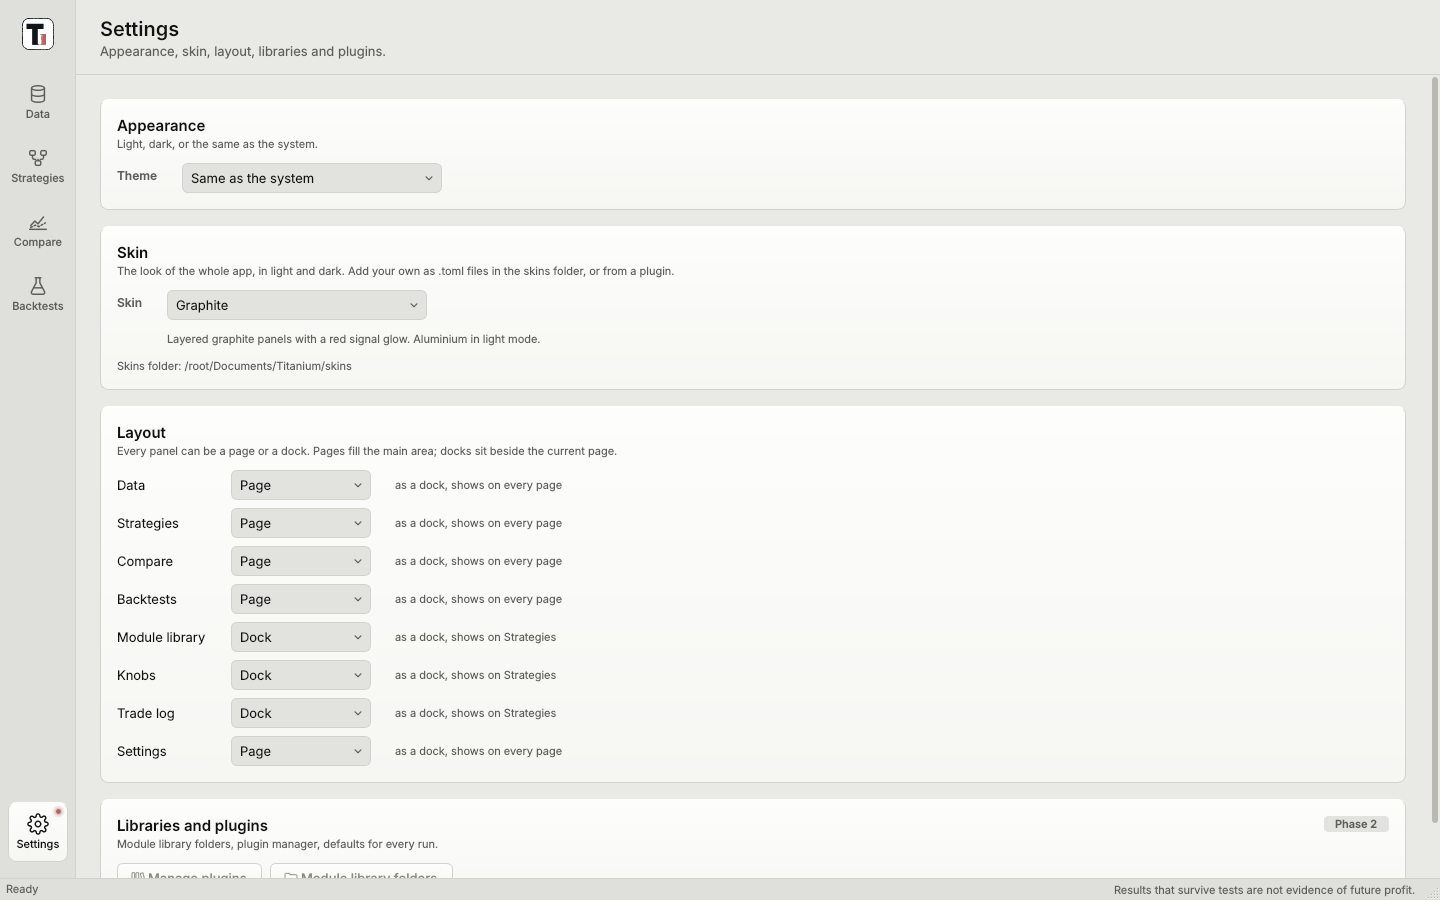 Ti
Settings
Appearance, skin, layout, libraries and plugins.
Data
Strategies
Compare
Backtests
Settings
Appearance
Light, dark, or the same as the system.
Theme Same as the system
Skin
The look of the whole app, in light and dark. Add your own as .toml files in the skins folder, or from a plugin.
Skin Graphite
Layered graphite panels with a red signal glow. Aluminium in light mode.
Skins folder: /root/Documents/Titanium/skins
Layout
Every panel can be a page or a dock. Pages fill the main area; docks sit beside the current page.
Data Page as a dock, shows on every page
Strategies Page as a dock, shows on every page
Compare Page as a dock, shows on every page
Backtests Page as a dock, shows on every page
Module library Dock as a dock, shows on Strategies
Knobs Dock as a dock, shows on Strategies
Trade log Dock as a dock, shows on Strategies
Settings Page as a dock, shows on every page
Libraries and plugins Phase 2
Module library folders, plugin manager, defaults for every run.
Manage plugins Module library folders
Ready Results that survive tests are not evidence of future profit.